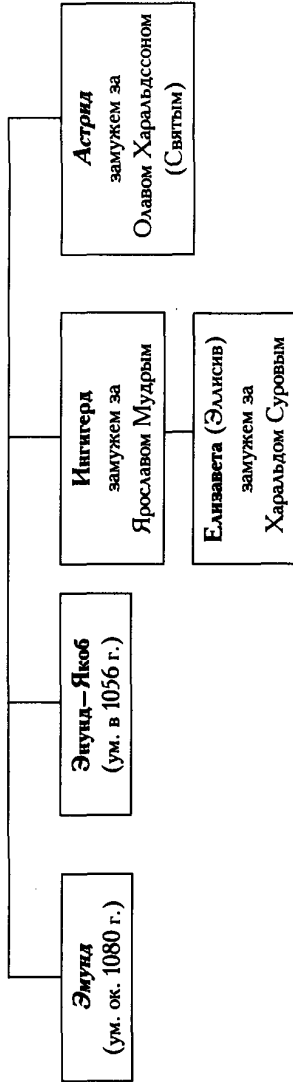 Эмунд
(ум. ок. 1080 г.)
Энунд–Якоб
(ум. в 1056 г.)
Ингигерд
замужем за
Ярославом Мудрым
Елизавета (Эллисив)
замужем за
Харальдом Суровым
Астрид
замужем за
Олавом Харальдссоном
(Святым)